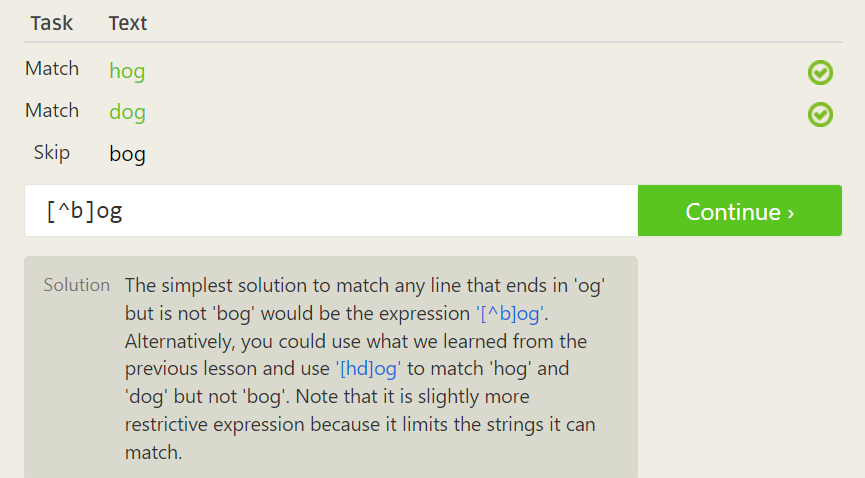 Task Text
Match hog
Match dog
Skip bog
[^b]og Continue ›
Solution The simplest solution to match any line that ends in 'og'
but is not 'bog' would be the expression '[^b]og'.
Alternatively, you could use what we learned from the
previous lesson and use '[hd]og' to match 'hog' and
'dog' but not 'bog'. Note that it is slightly more
restrictive expression because it limits the strings it can
match.